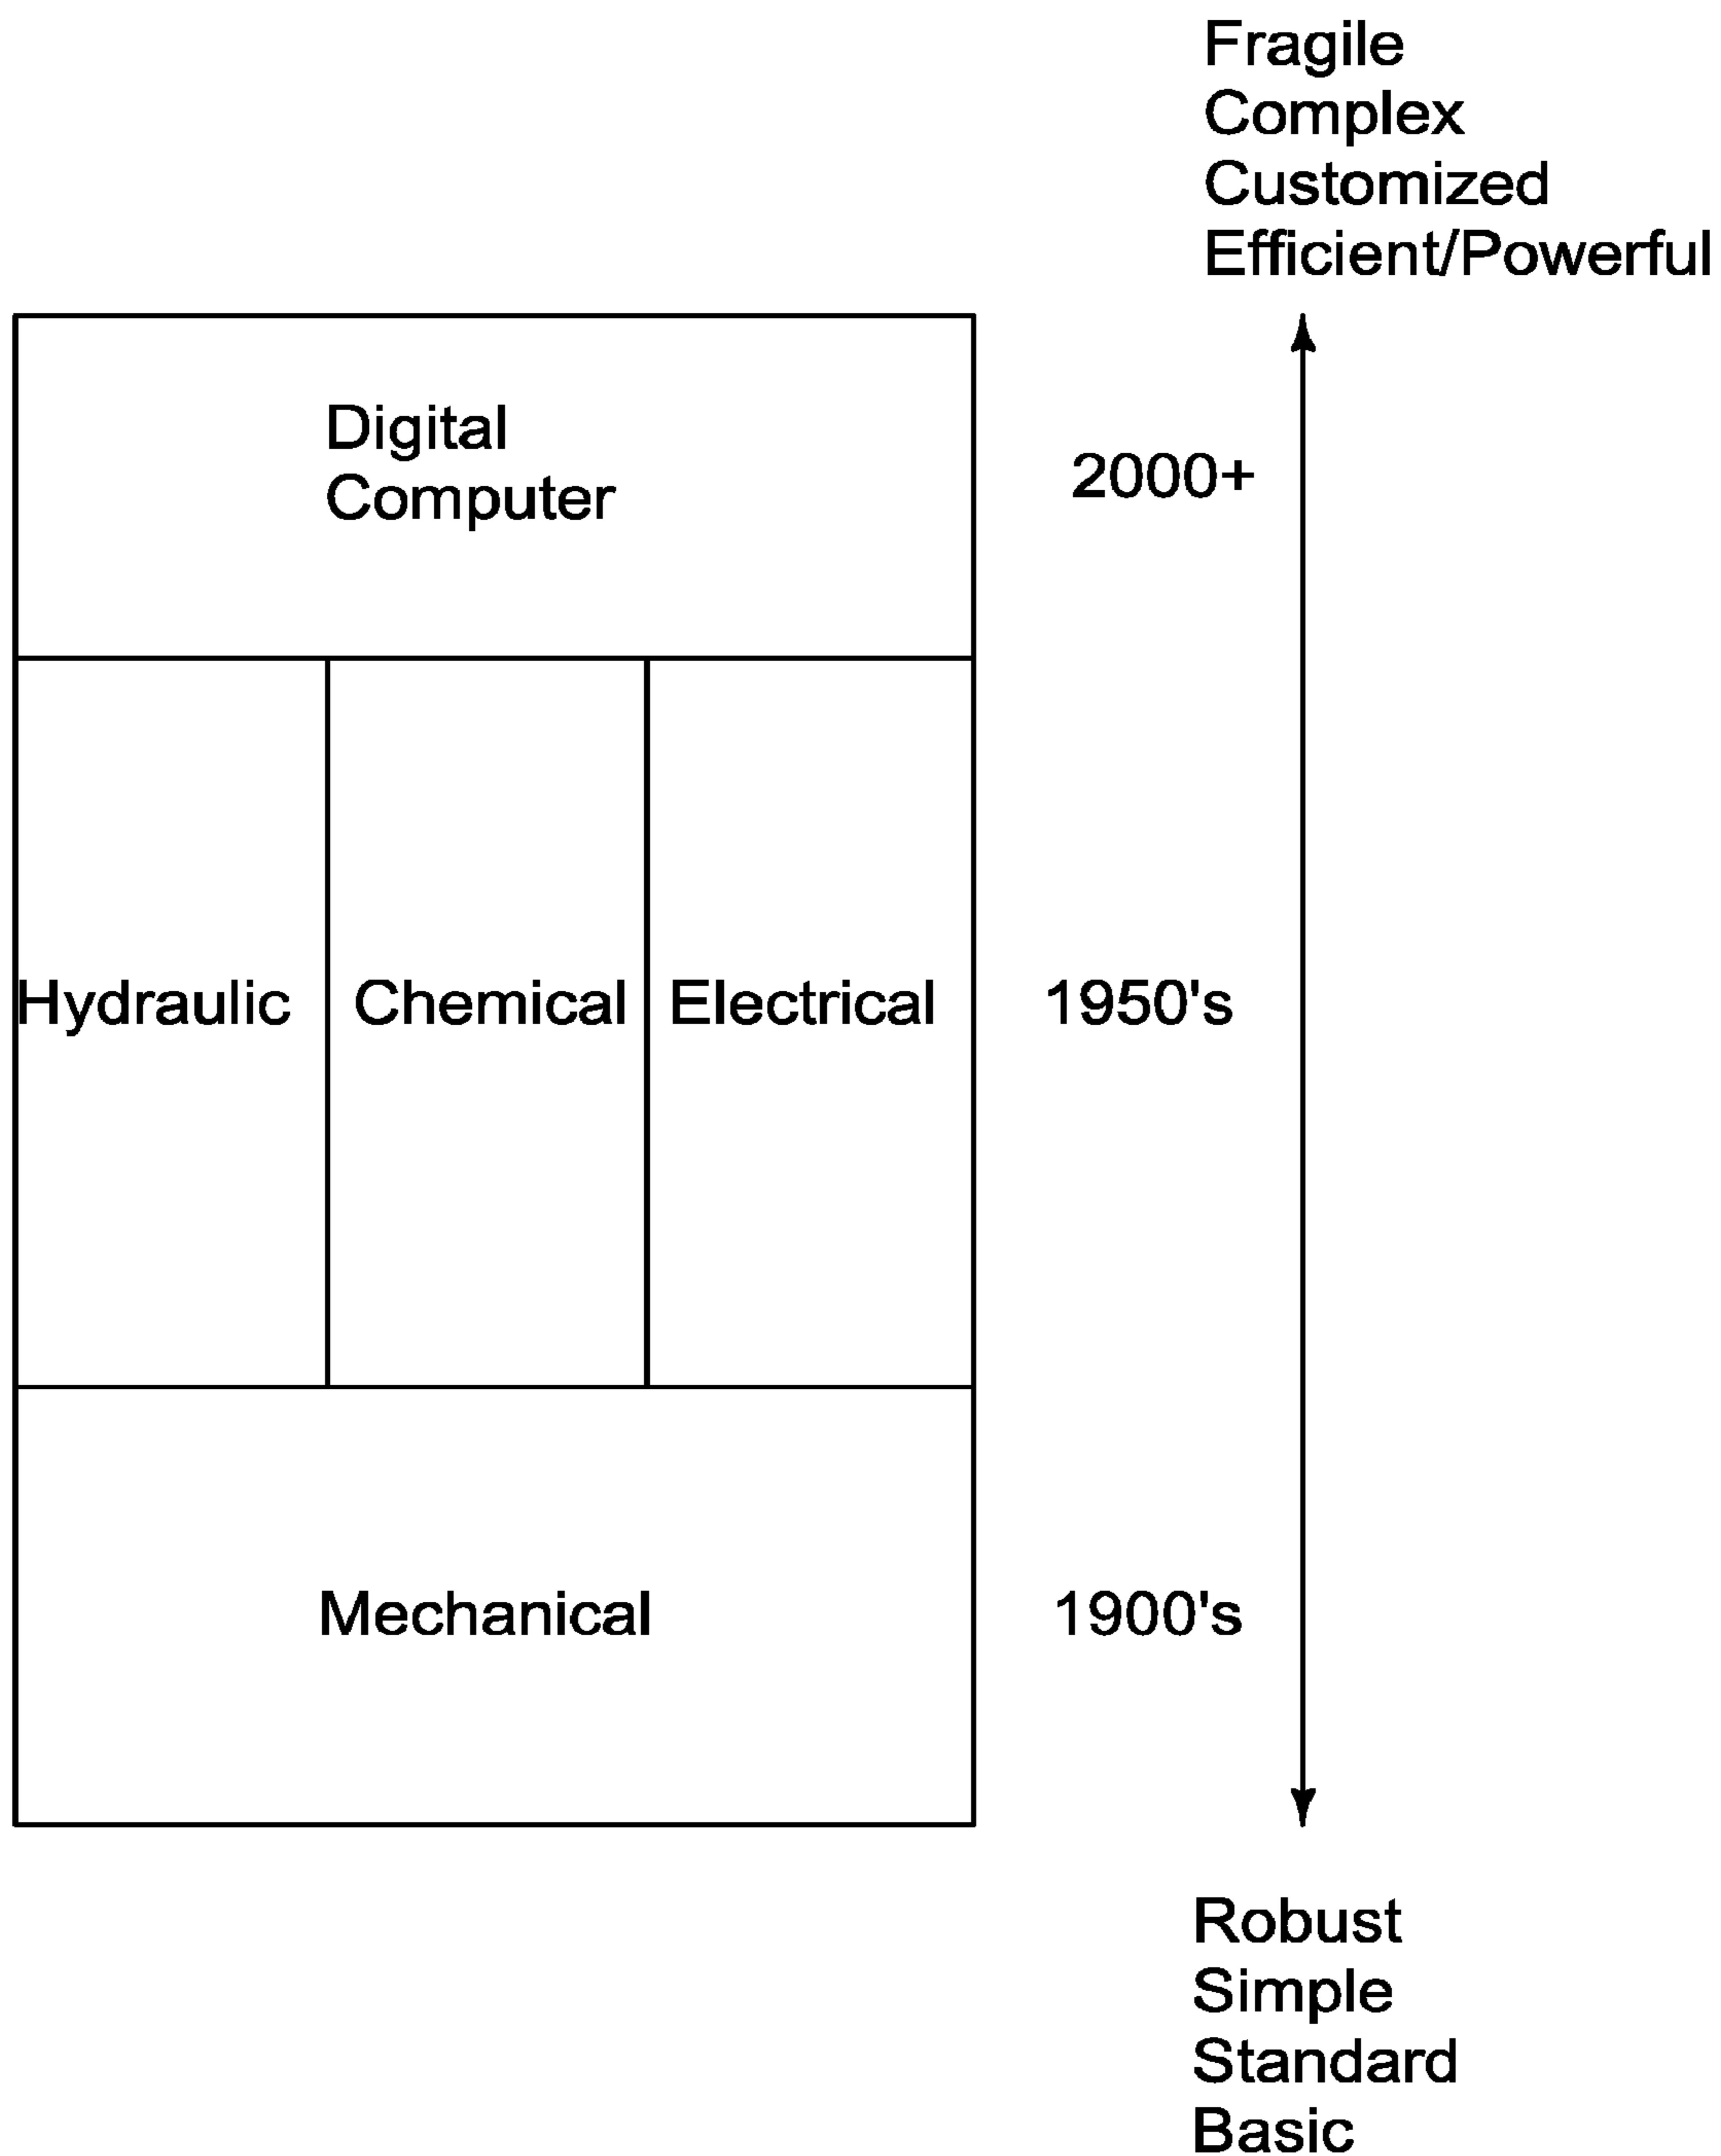 Fragile
Complex
Customized
Efficient/Powerful
Digital
Computer
2000+
Hydraulic
Chemical
Electrical
1950's
Mechanical
1900's
Robust
Simple
Standard
Basic